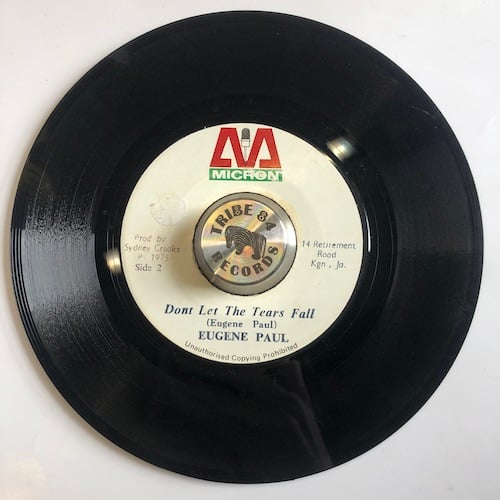 MICRON
TRIBE 84
RECORDS
Prod by
Sydney Crooks
P 1975
Side 2
14 Retirement
Road
Kgn, Ja.
Dont Let The Tears Fall
(Eugene Paul)
EUGENE PAUL
Unauthorised Copying Prohibited